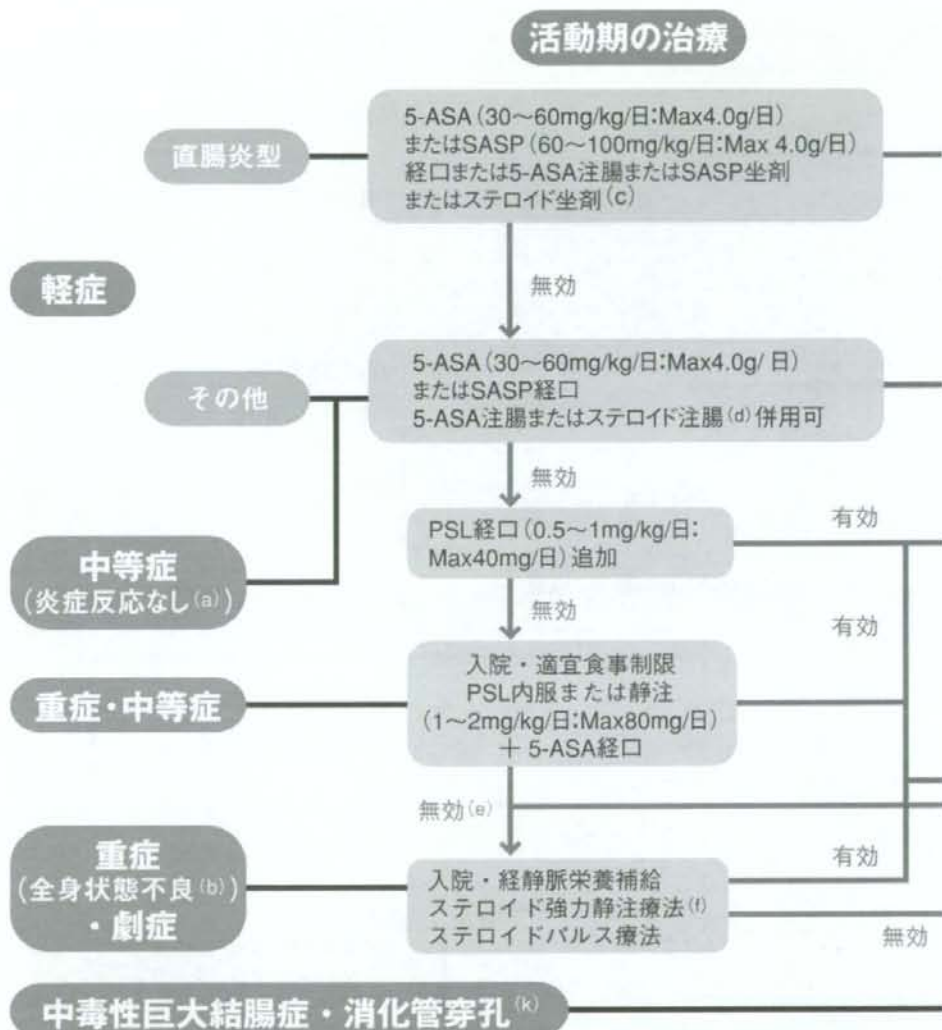 活動期の治療
直腸炎型
5-ASA（30～60mg/kg/日：Max4.0g/日）
またはSASP（60～100mg/kg/日：Max 4.0g/日）
経口または5-ASA注腸またはSASP坐剤
またはステロイド坐剤(c)
無効
軽症
その他
5-ASA（30～60mg/kg/日：Max4.0g/日）
またはSASP経口
5-ASA注腸またはステロイド注腸(d)併用可
無効
PSL経口（0.5～1mg/kg/日：
Max40mg/日）追加
有効
中等症
（炎症反応なし(a)）
無効
有効
重症・中等症
入院・適宜食事制限
PSL内服または静注
（1～2mg/kg/日：Max80mg/日）
＋ 5-ASA経口
無効(e)
重症
（全身状態不良(b)）
・劇症
入院・経静脈栄養補給
ステロイド強力静注療法(f)
ステロイドパルス療法
有効
無効
中毒性巨大結腸症・消化管穿孔(k)